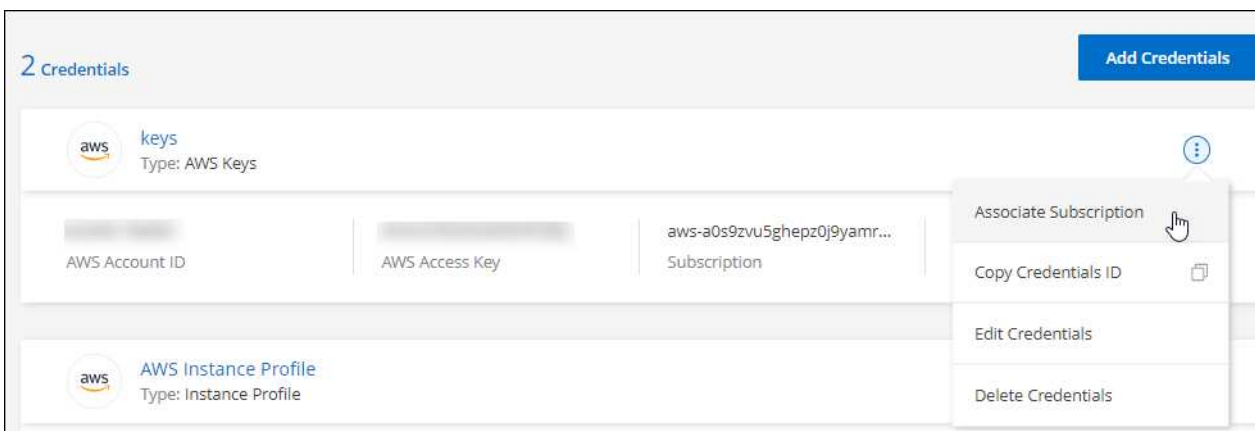 2 Credentials
Add Credentials
aws
keys
Type: AWS Keys
AWS Account ID
AWS Access Key
aws-a0s9zvu5ghepz0j9yamr...
Subscription
Associate Subscription
Copy Credentials ID
Edit Credentials
Delete Credentials
aws
AWS Instance Profile
Type: Instance Profile